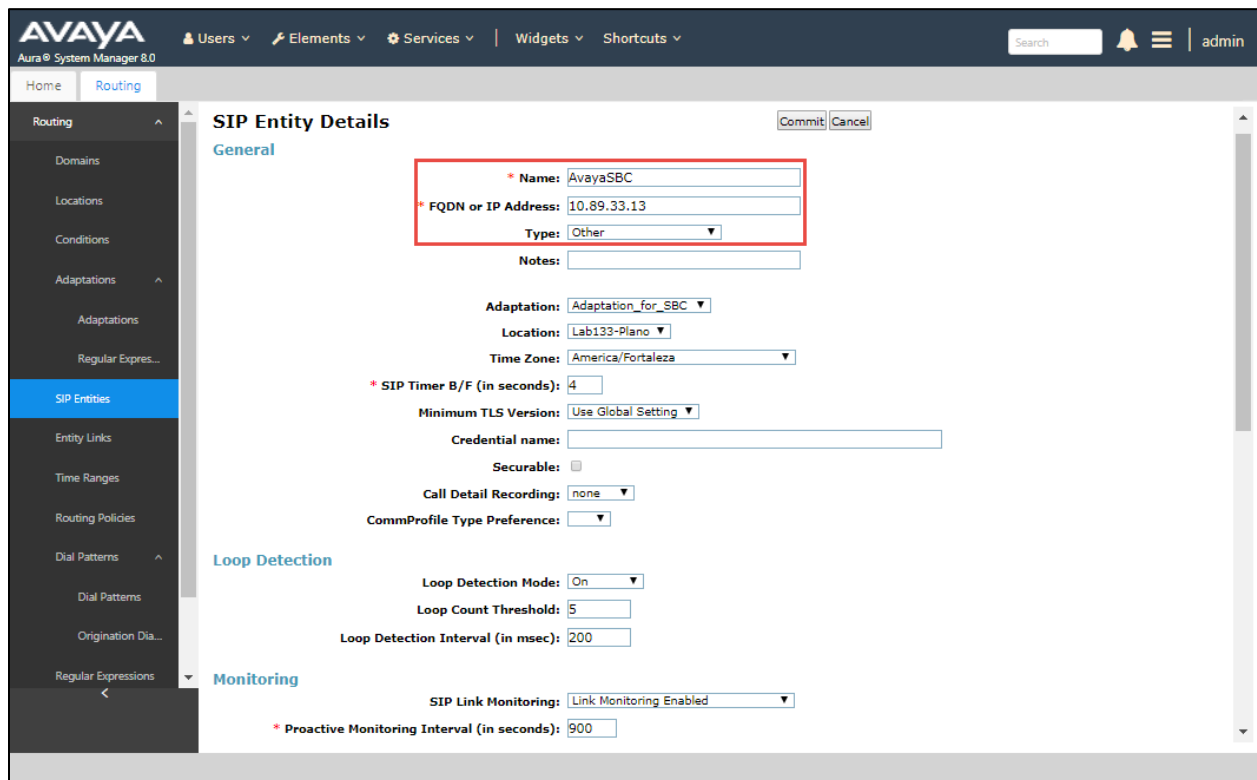 AVAYA
Aura® System Manager 8.0
Users Elements Services | Widgets Shortcuts
Search
admin
Home Routing
Routing
Domains
Locations
Conditions
Adaptations
Adaptations
Regular Expres...
SIP Entities
Entity Links
Time Ranges
Routing Policies
Dial Patterns
Dial Patterns
Origination Dia...
Regular Expressions
<
SIP Entity Details
Commit Cancel
General
* Name: AvayaSBC
* FQDN or IP Address: 10.89.33.13
Type: Other
Notes:
Adaptation: Adaptation_for_SBC
Location: Lab133-Plano
Time Zone: America/Fortaleza
* SIP Timer B/F (in seconds): 4
Minimum TLS Version: Use Global Setting
Credential name:
Securable:
Call Detail Recording: none
CommProfile Type Preference:
Loop Detection
Loop Detection Mode: On
Loop Count Threshold: 5
Loop Detection Interval (in msec): 200
Monitoring
SIP Link Monitoring: Link Monitoring Enabled
* Proactive Monitoring Interval (in seconds): 900